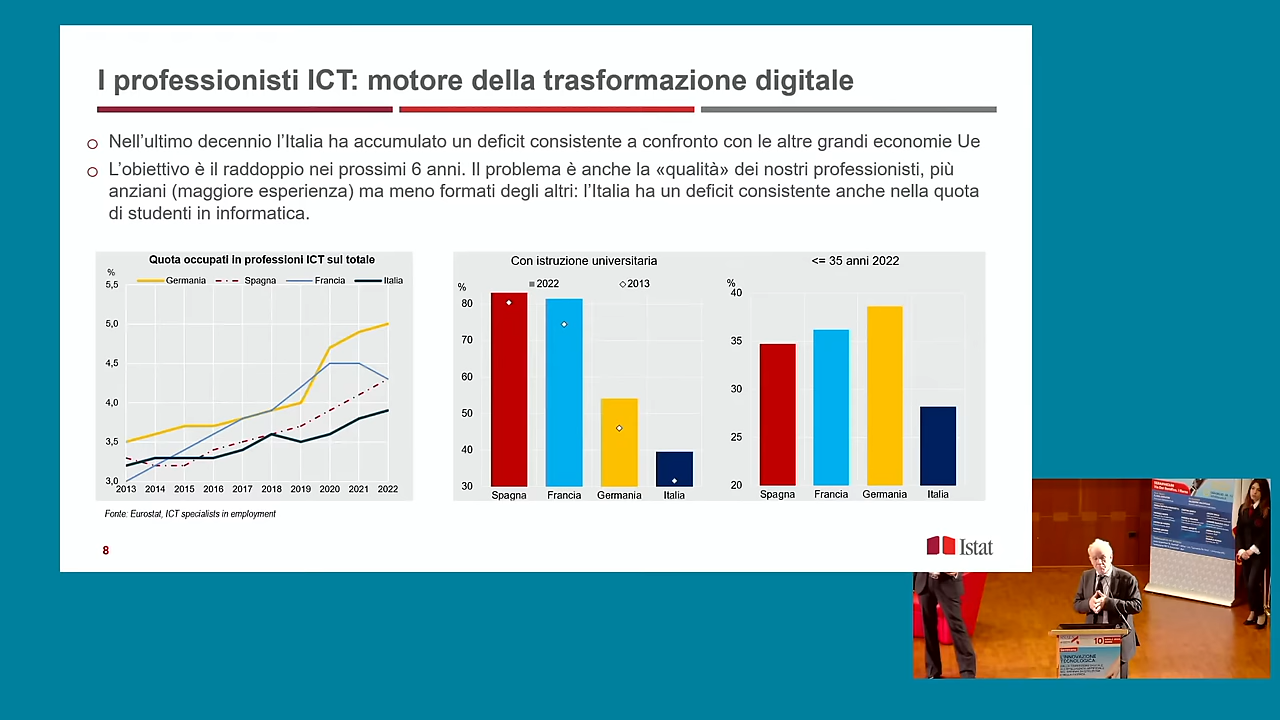 I professionisti ICT: motore della trasformazione digitale
o Nell'ultimo decennio l'Italia ha accumulato un deficit consistente a confronto con le altre grandi economie Ue
o L'obiettivo è il raddoppio nei prossimi 6 anni. Il problema è anche la «qualità» dei nostri professionisti, più
anziani (maggiore esperienza) ma meno formati degli altri: l'Italia ha un deficit consistente anche nella quota
di studenti in informatica.
Quota occupati in professioni ICT sul totale
%
Germania Spagna Francia Italia
5,5
5,0
4,5
4,0
3,5
3,0
2013 2014 2015 2016 2017 2018 2019 2020 2021 2022
Con istruzione universitaria
2022 2013
%
80
70
60
50
40
30
Spagna Francia Germania Italia
<= 35 anni 2022
%
40
35
30
25
20
Spagna Francia Germania Italia
Fonte: Eurostat, ICT specialists in employment
8
Istat
10
L'INNOVAZIONE
TECNOLOGICA